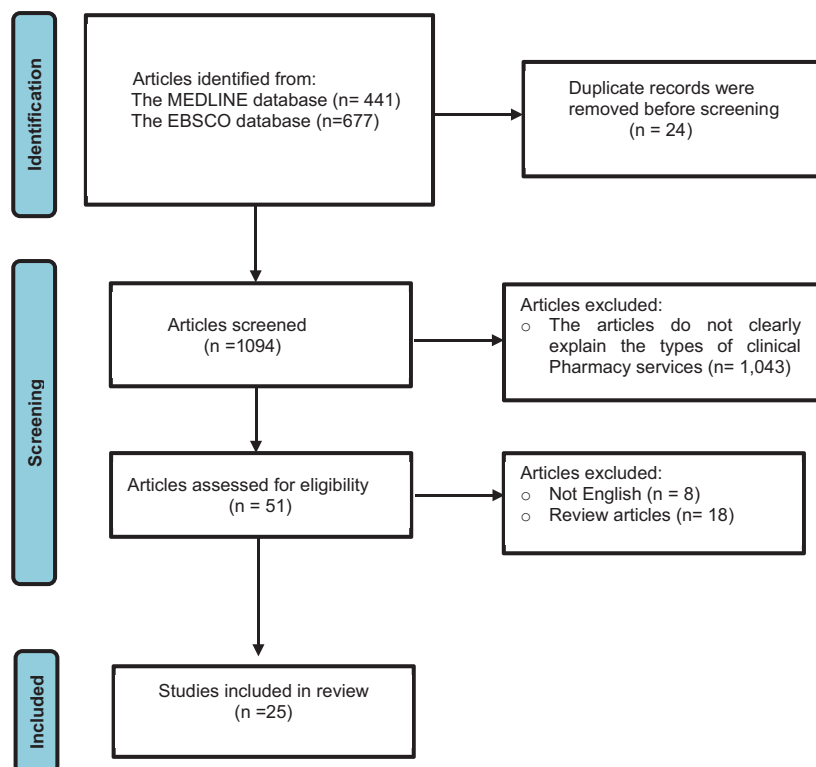 Identification
Articles identified from:
The MEDLINE database (n= 441)
The EBSCO database (n=677)
Duplicate records were
removed before screening
(n = 24)
Screening
Articles screened
(n =1094)
Articles excluded:
○ The articles do not clearly
explain the types of clinical
Pharmacy services (n= 1,043)
Articles assessed for eligibility
(n = 51)
Articles excluded:
○ Not English (n = 8)
○ Review articles (n= 18)
Included
Studies included in review
(n =25)